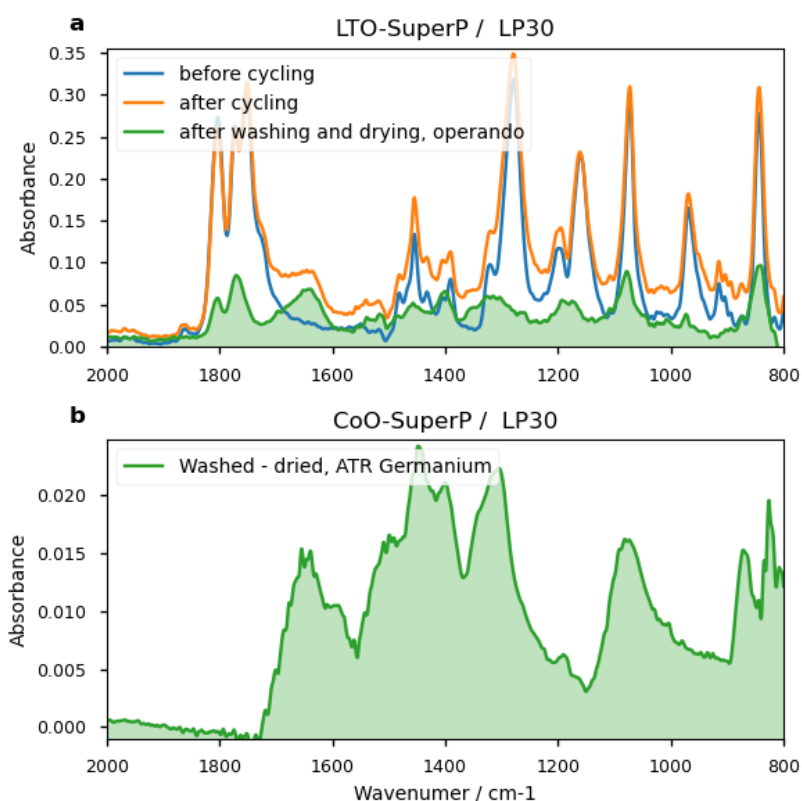 a
LTO-SuperP / LP30
before cycling
after cycling
after washing and drying, operando
Absorbance
0.35
0.30
0.25
0.20
0.15
0.10
0.05
0.00
2000 1800 1600 1400 1200 1000 800
b
CoO-SuperP / LP30
Washed - dried, ATR Germanium
Absorbance
0.020
0.015
0.010
0.005
0.000
2000 1800 1600 1400 1200 1000 800
Wavenumer / cm-1